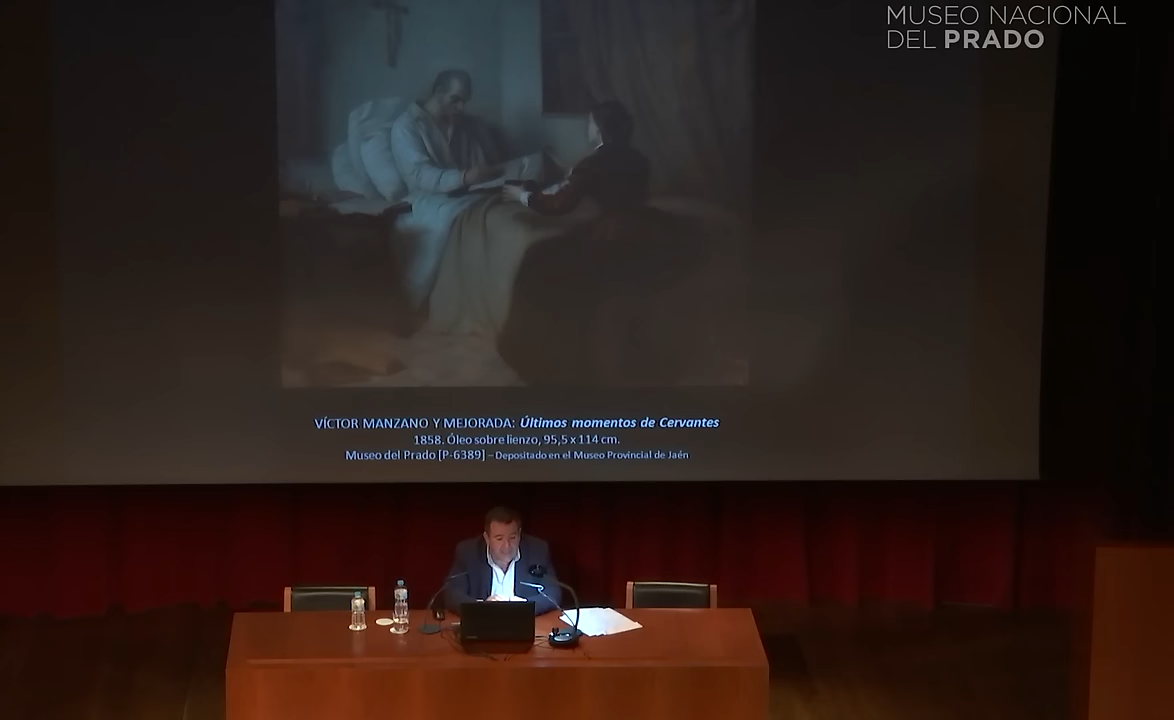 MUSEO NACIONAL
DEL PRADO
VÍCTOR MANZANO Y MEJORADA: Últimos momentos de Cervantes
1858. Óleo sobre lienzo, 95,5 x 114 cm.
Museo del Prado [P-6389] – Depositado en el Museo Provincial de Jaén